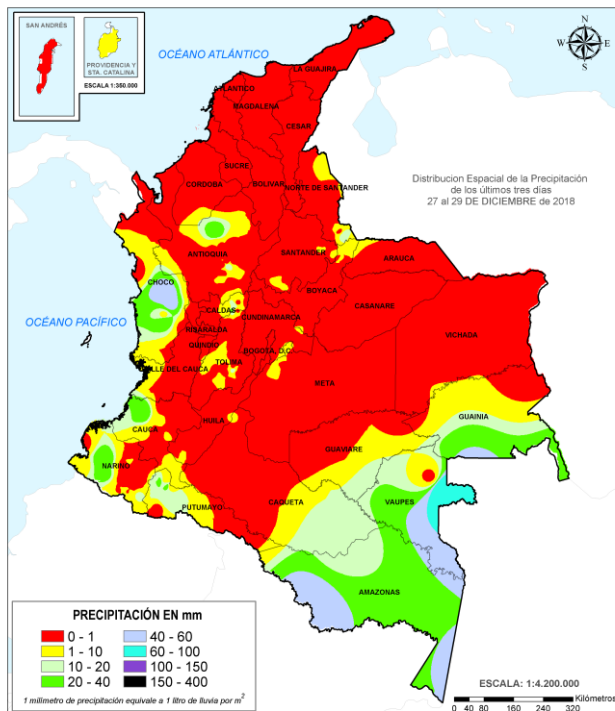 SAN ANDRÉS
PROVIDENCIA Y
STA. CATALINA
ESCALA 1:350.000
OCÉANO ATLÁNTICO
N
W
E
S
LA GUAJIRA
ATLANTICO
MAGDALENA
CESAR
SUCRE
CORDOBA
BOLIVAR
NORTE DE SANTANDER
Distribucion Espacial de la Precipitación
de los últimos tres días
27 al 29 DE DICIEMBRE de 2018
ANTIOQUIA
SANTANDER
ARAUCA
CHOCO
BOYACA
CASANARE
OCÉANO PACÍFICO
CALDAS
CUNDINAMARCA
RISARALDA
VICHADA
QUINDIO
BOGOTA, D.C.
TOLIMA
VALLE DEL CAUCA
META
GUAINIA
HUILA
CAUCA
GUAVIARE
NARIÑO
CAQUETA
VAUPES
PUTUMAYO
AMAZONAS
PRECIPITACIÓN EN mm
0 - 1
40 - 60
1 - 10
60 - 100
10 - 20
100 - 150
20 - 40
150 - 400
1 milimetro de precipitación equivale a 1 litro de lluvia por m2
ESCALA: 1:4.200.000
Kilómetros
0 40 80 160 240 320